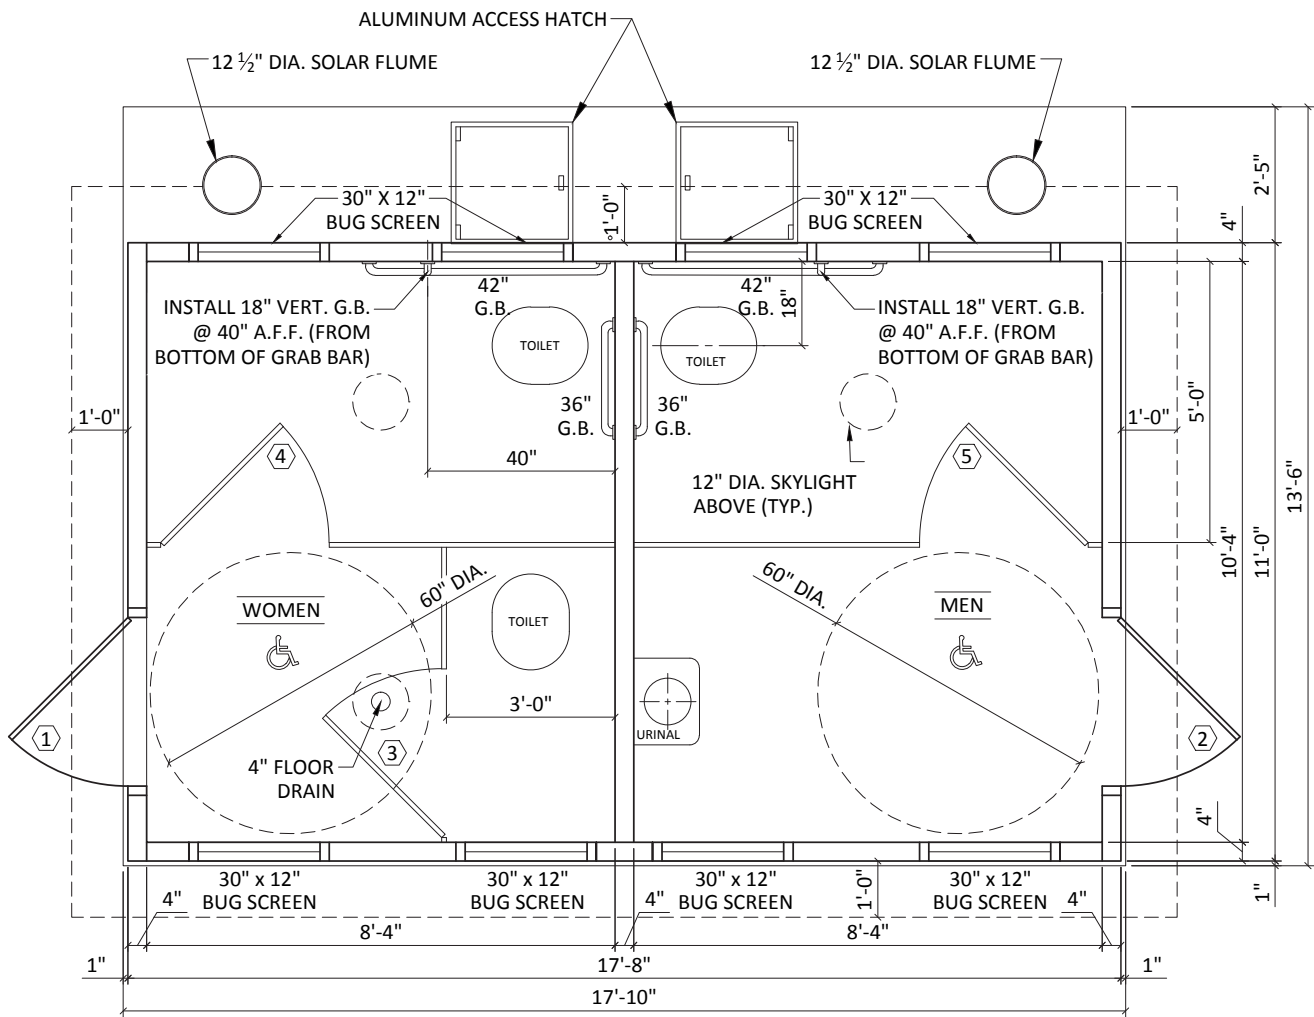 ALUMINUM ACCESS HATCH
12 ½" DIA. SOLAR FLUME
12 ½" DIA. SOLAR FLUME
30" X 12"
BUG SCREEN
1'-0"
30" X 12"
BUG SCREEN
2'-5"
4"
INSTALL 18" VERT. G.B.
@ 40" A.F.F. (FROM
BOTTOM OF GRAB BAR)
42"
G.B.
42"
G.B.
18"
INSTALL 18" VERT. G.B.
@ 40" A.F.F. (FROM
BOTTOM OF GRAB BAR)
TOILET
TOILET
1'-0"
36"
G.B.
36"
G.B.
5'-0"
1'-0"
4
40"
12" DIA. SKYLIGHT
ABOVE (TYP.)
5
13'-6"
10'-4"
11'-0"
WOMEN
60" DIA.
TOILET
60" DIA.
MEN
3'-0"
URINAL
1
3
2
4" FLOOR
DRAIN
4"
30" x 12"
BUG SCREEN
30" x 12"
BUG SCREEN
30" x 12"
BUG SCREEN
1'-0"
30" x 12"
BUG SCREEN
1"
4"
4"
4"
8'-4"
8'-4"
1"
17'-8"
1"
17'-10"